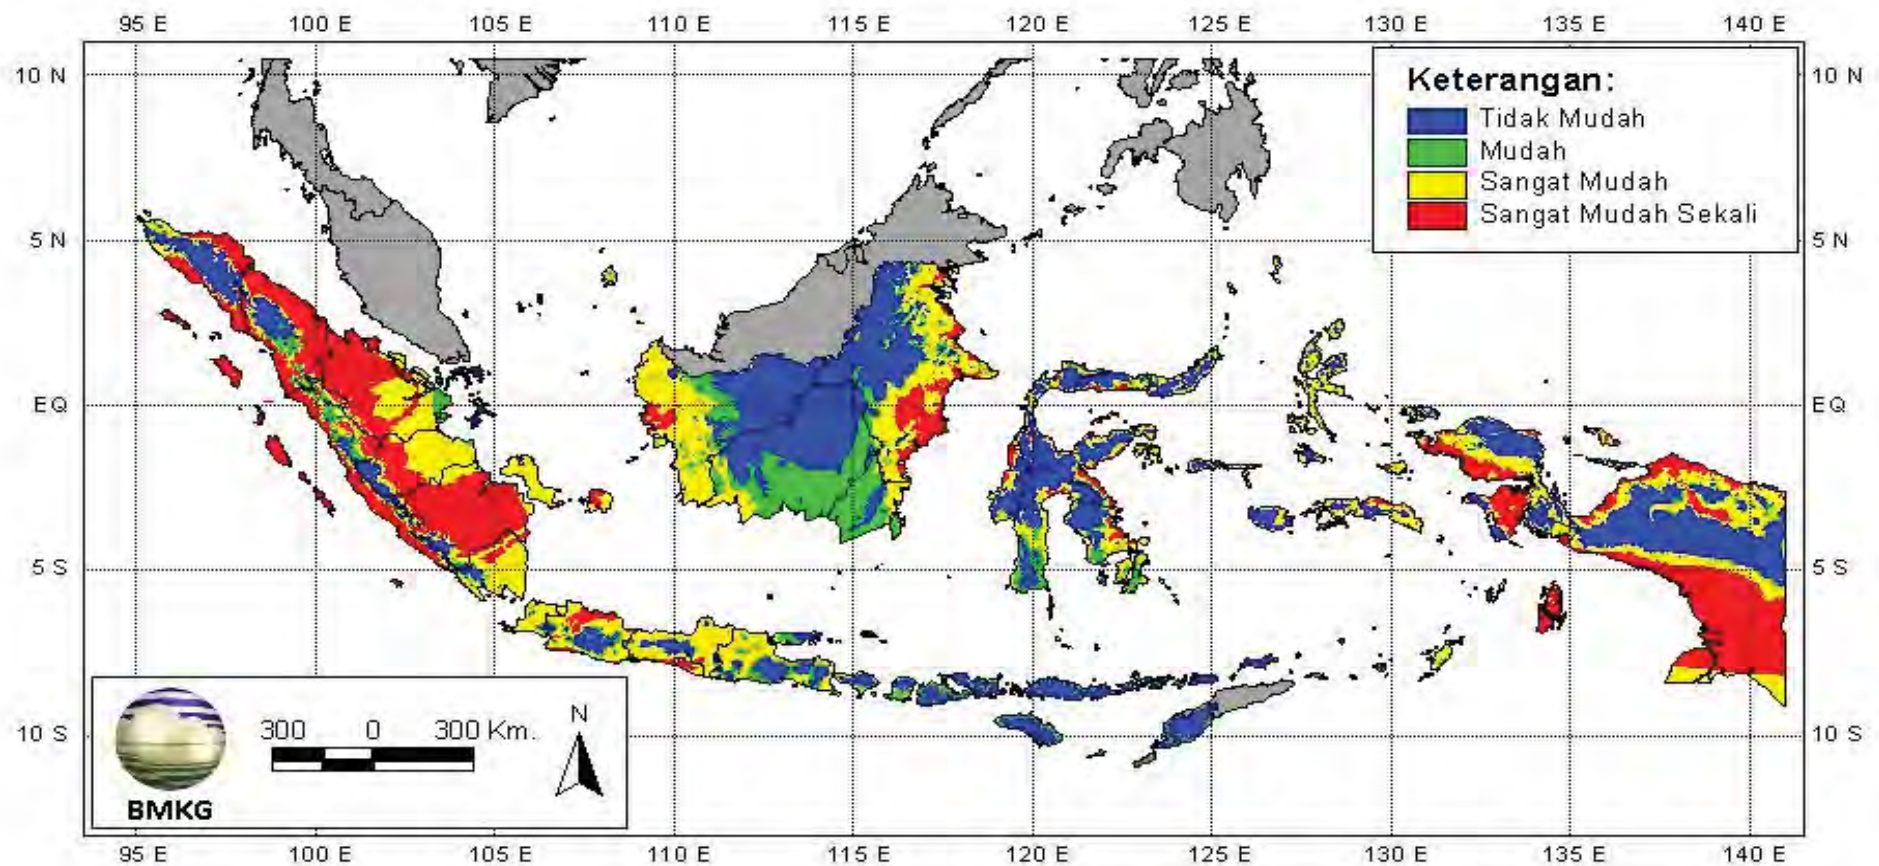 95 E 100 E 105 E 110 E 115 E 120 E 125 E 130 E 135 E 140 E
10 N 10 N
Keterangan:
Tidak Mudah
Mudah
Sangat Mudah
Sangat Mudah Sekali
5 N 5 N
EQ EQ
5 S 5 S
300 0 300 Km.
N
10 S 10 S
BMKG
95 E 100 E 105 E 110 E 115 E 120 E 125 E 130 E 135 E 140 E